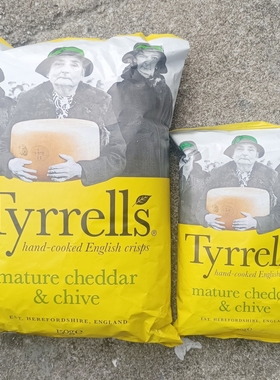 Tyrrells
hand-cooked English crisps
mature cheddar
& chive
EST. HEREFORDSHIRE, ENGLAND
150g e
Tyrrells
hand-cooked English
mature chedd
& chive
EST. HEREFORDSHIRE, ENGLAND